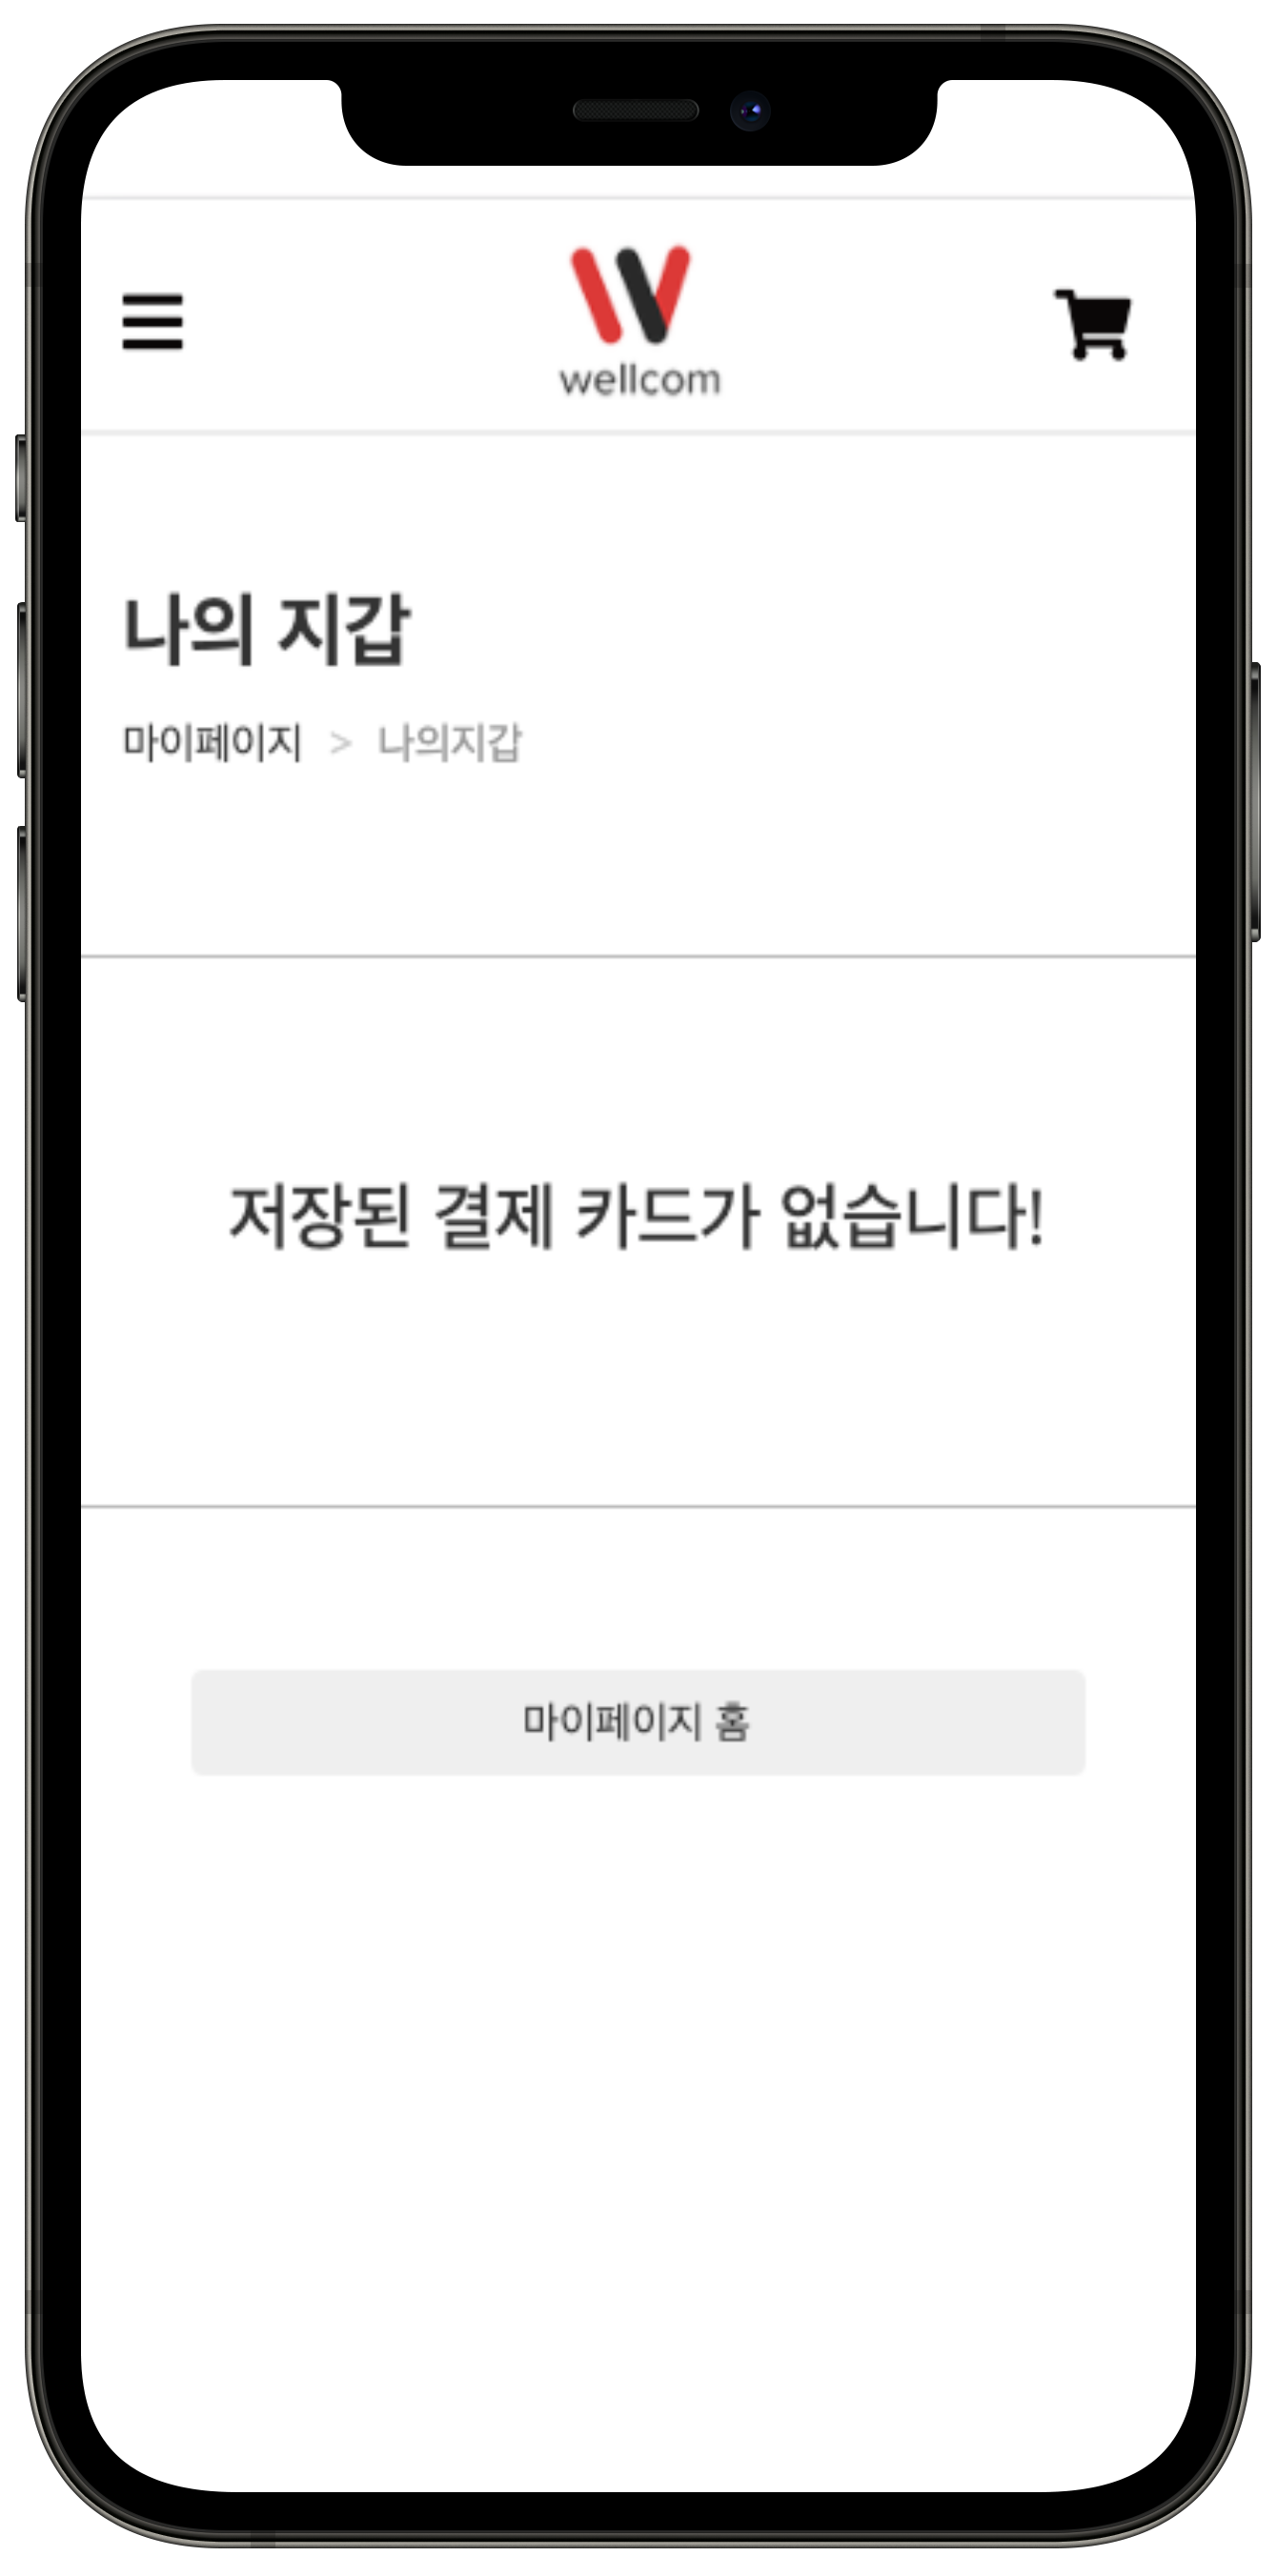 wellcom
나의 지갑
마이페이지 > 나의지갑
저장된 결제 카드가 없습니다!
마이페이지 홈